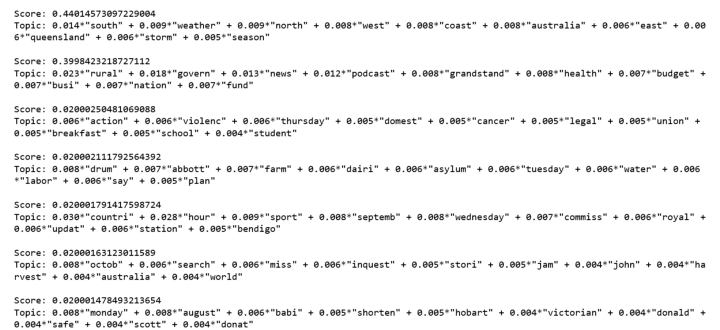 Score: 0.44014573097229004
Topic: 0.014*"south" + 0.009*"weather" + 0.009*"north" + 0.008*"west" + 0.008*"coast" + 0.008*"australia" + 0.006*"east" + 0.00
6*"queensland" + 0.006*"storm" + 0.005*"season"
Score: 0.3998423218727112
Topic: 0.023*"rural" + 0.018*"govern" + 0.013*"news" + 0.012*"podcast" + 0.008*"grandstand" + 0.008*"health" + 0.007*"budget" +
0.007*"busi" + 0.007*"nation" + 0.007*"fund"
Score: 0.02000250481069088
Topic: 0.006*"action" + 0.006*"violenc" + 0.006*"thursday" + 0.005*"domest" + 0.005*"cancer" + 0.005*"legal" + 0.005*"union" +
0.005*"breakfast" + 0.005*"school" + 0.004*"student"
Score: 0.020002111792564392
Topic: 0.008*"drum" + 0.007*"abbott" + 0.007*"farm" + 0.006*"dairi" + 0.006*"asylum" + 0.006*"tuesday" + 0.006*"water" + 0.006
*"labor" + 0.006*"say" + 0.005*"plan"
Score: 0.020001791417598724
Topic: 0.030*"countri" + 0.028*"hour" + 0.009*"sport" + 0.008*"septemb" + 0.008*"wednesday" + 0.007*"commiss" + 0.006*"royal" +
0.006*"updat" + 0.006*"station" + 0.005*"bendigo"
Score: 0.02000163123011589
Topic: 0.008*"octob" + 0.006*"search" + 0.006*"miss" + 0.006*"inquest" + 0.005*"stori" + 0.005*"jam" + 0.004*"john" + 0.004*"ha
rvest" + 0.004*"australia" + 0.004*"world"
Score: 0.020001478493213654
Topic: 0.008*"monday" + 0.008*"august" + 0.006*"babi" + 0.005*"shorten" + 0.005*"hobart" + 0.004*"victorian" + 0.004*"donald" +
0.004*"safe" + 0.004*"scott" + 0.004*"donat"